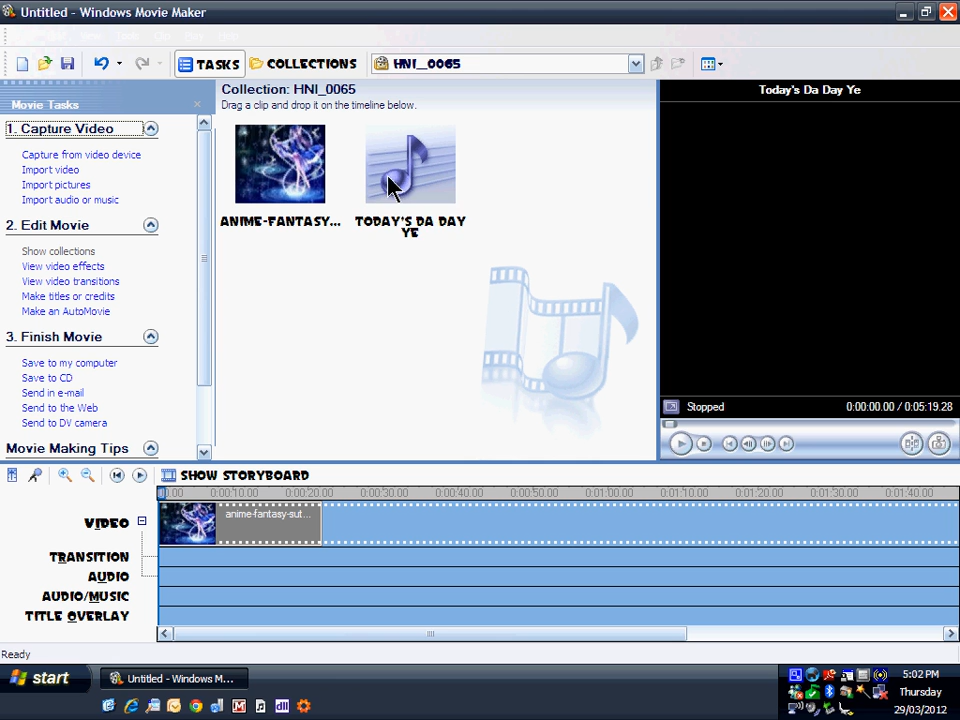 Untitled - Windows Movie Maker
TASKS
COLLECTIONS
HNI_0065
Movie Tasks
1. Capture Video
Capture from video device
Import video
Import pictures
Import audio or music
2. Edit Movie
Show collections
View video effects
View video transitions
Make titles or credits
Make an AutoMovie
3. Finish Movie
Save to my computer
Save to CD
Send in e-mail
Send to the Web
Send to DV camera
Movie Making Tips
Collection: HNI_0065
Drag a clip and drop it on the timeline below.
ANIME-FANTASY...
TODAY'S DA DAY
YE
Today's Da Day Ye
Stopped
0:00:00.00 / 0:05:19.28
SHOW STORYBOARD
0:00:10.00 0:00:20.00 0:00:30.00 0:00:40.00 0:00:50.00 0:01:00.00 0:01:10.00 0:01:20.00 0:01:30.00 0:01:40.00
VIDEO
anime-fantasy-sut...
TRANSITION
AUDIO
AUDIO/MUSIC
TITLE OVERLAY
Ready
start
Untitled - Windows M...
5:02 PM
Thursday
29/03/2012